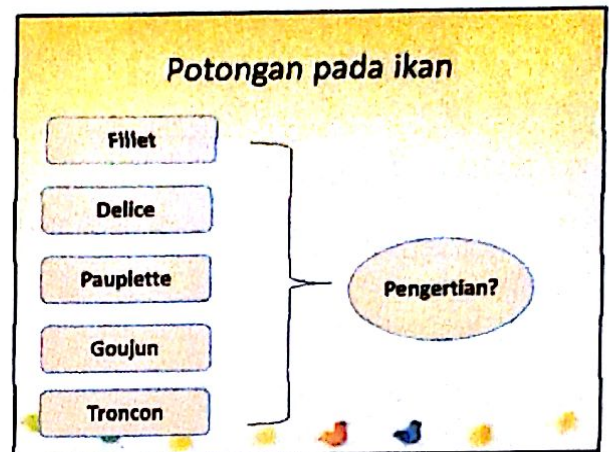 Potongan pada ikan
Fillet
Delice
Pauplette
Goujun
Troncon
Pengertian?